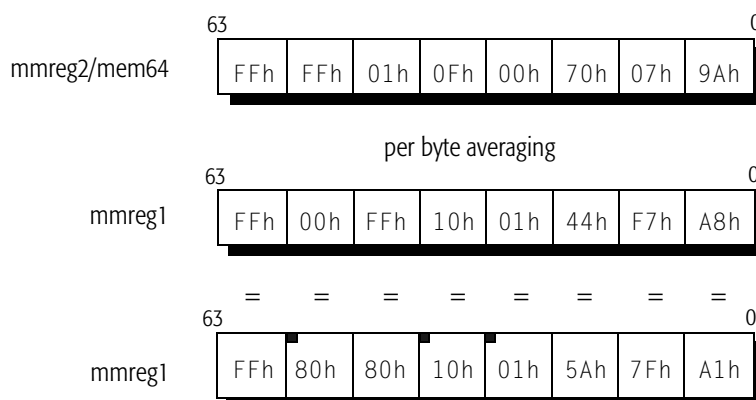 63 0
mmreg2/mem64 FFh FFh 01h 0Fh 00h 70h 07h 9Ah
per byte averaging
63 0
mmreg1 FFh 00h FFh 10h 01h 44h F7h A8h
= = = = = = = =
63 0
mmreg1 FFh 80h 80h 10h 01h 5Ah 7Fh A1h